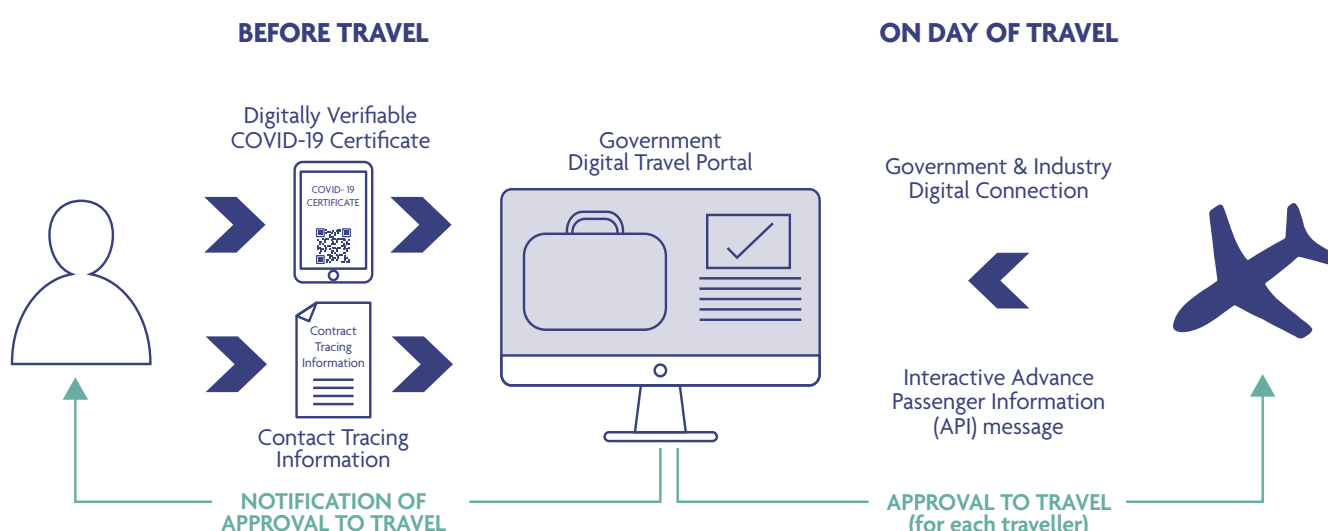 BEFORE TRAVEL
ON DAY OF TRAVEL
Digitally Verifiable
COVID-19 Certificate
COVID- 19
CERTIFICATE
Contract
Tracing
Information
Contact Tracing
Information
Government
Digital Travel Portal
Government & Industry
Digital Connection
Interactive Advance
Passenger Information
(API) message
NOTIFICATION OF
APPROVAL TO TRAVEL
APPROVAL TO TRAVEL
(for each traveller)